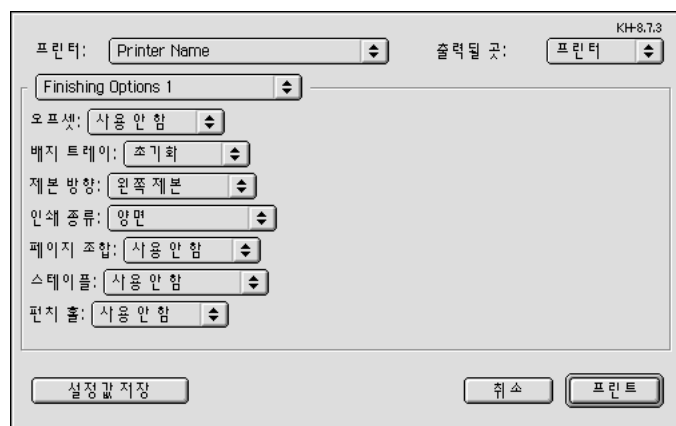 KH-8.7.3
프린터: Printer Name 출력될 곳: 프린터
Finishing Options 1
오프셋: 사용 안 함
배지 트레이: 초기화
제본 방향: 왼쪽 제본
인쇄 종류: 양면
페이지 조합: 사용 안 함
스테이플: 사용 안 함
펀치 홀: 사용 안 함
설정값 저장 취소 프린트